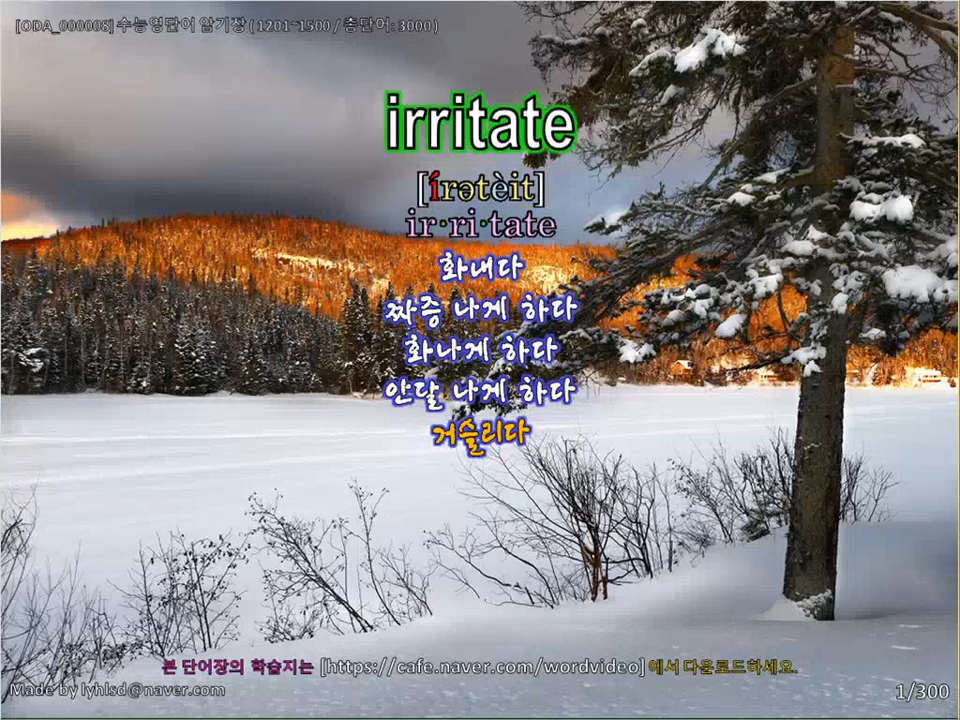 [ODA_000008] 수능영단어 암기장 ( 1201~1500 / 총단어: 3000 )
irritate
[írətèit]
ir·ri·tate
화내다
짜증 나게 하다
화나게 하다
안달 나게 하다
거슬리다
본 단어장의 학습지는 [https://cafe.naver.com/wordvideo] 에서 다운로드하세요.
Made by lyhlsd@naver.com
1/300